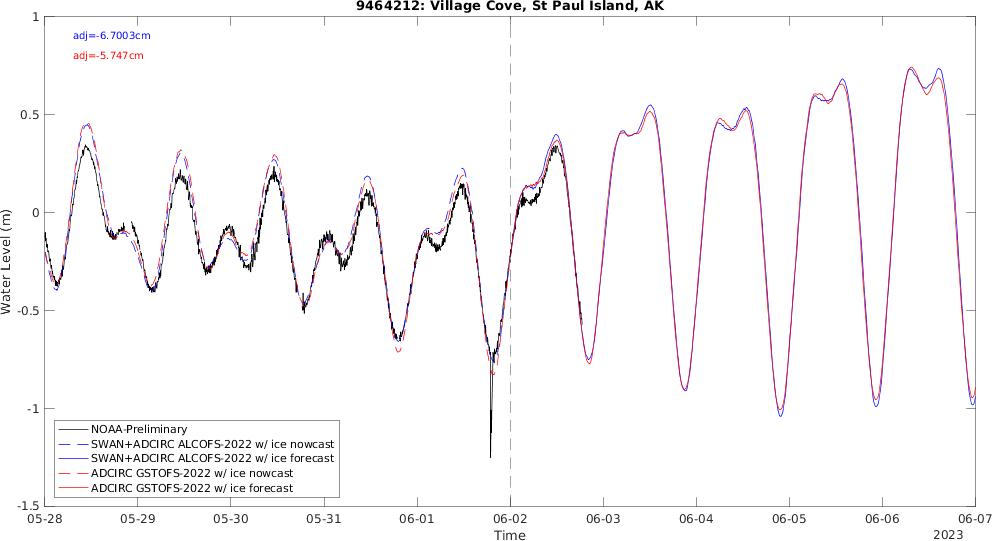 9464212: Village Cove, St Paul Island, AK
adj=-6.7003cm
adj=-5.747cm
Water Level (m)
1
0.5
0
-0.5
-1
-1.5
NOAA-Preliminary
SWAN+ADCIRC ALCOFS-2022 w/ ice nowcast
SWAN+ADCIRC ALCOFS-2022 w/ ice forecast
ADCIRC GSTOFS-2022 w/ ice nowcast
ADCIRC GSTOFS-2022 w/ ice forecast
05-28 05-29 05-30 05-31 06-01 06-02 06-03 06-04 06-05 06-06 06-07
Time
2023